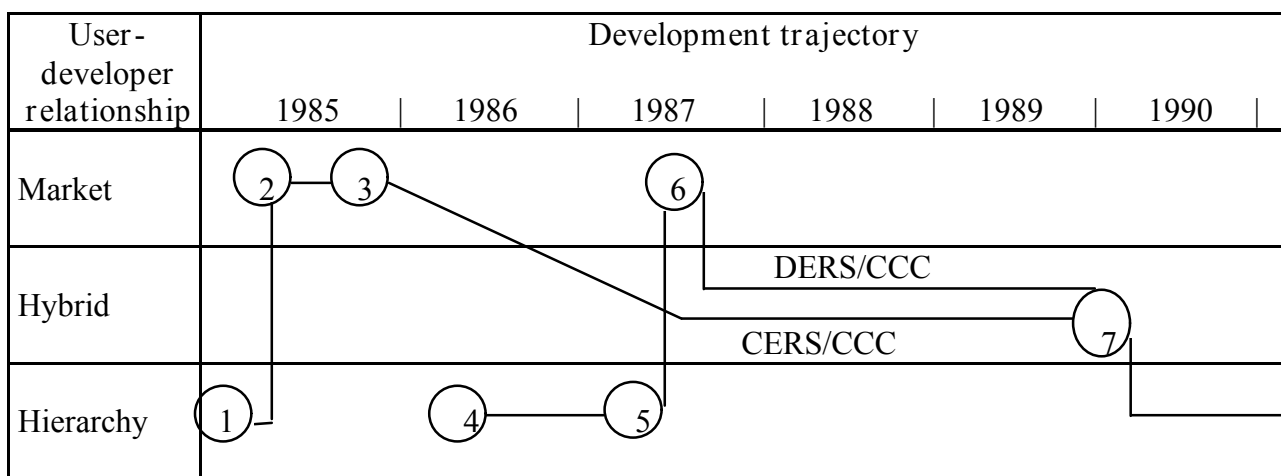 User-
developer
relationship
Development trajectory
1985 | 1986 | 1987 | 1988 | 1989 | 1990 |
Market
2 3 6
DERS/CCC
Hybrid
7
CERS/CCC
Hierarchy
1 4 5